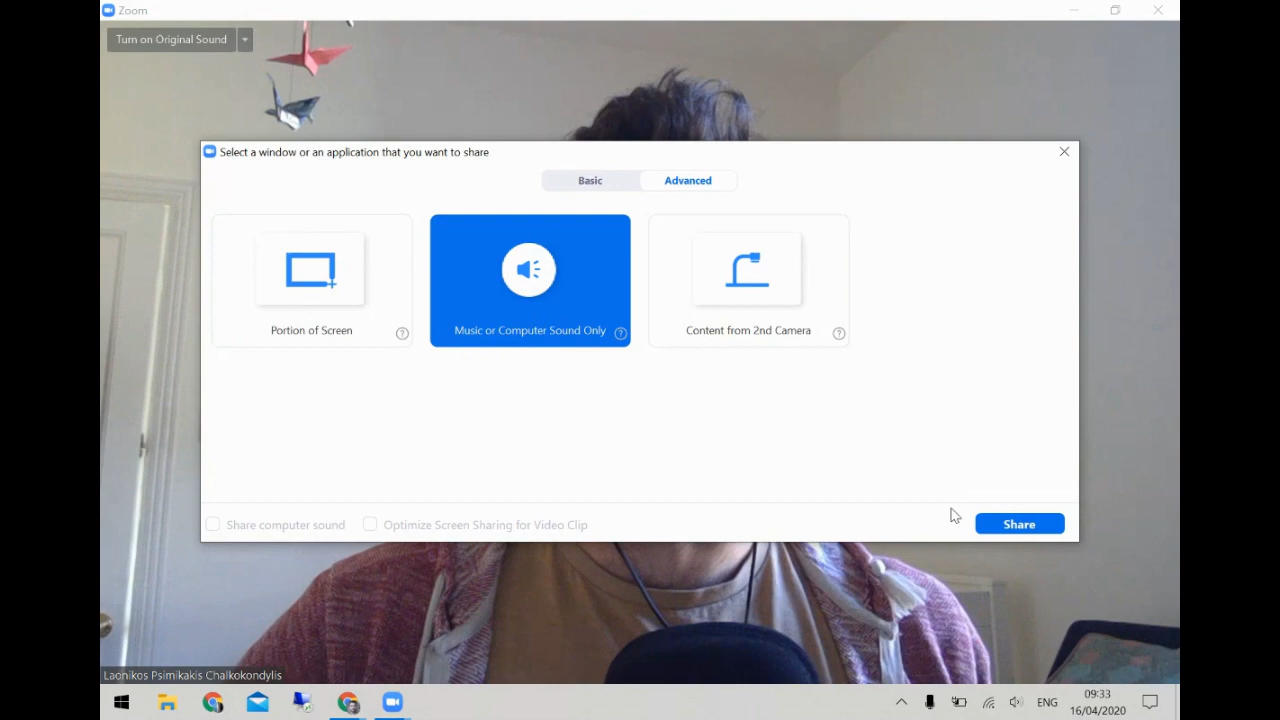 Zoom
Turn on Original Sound
Select a window or an application that you want to share
Basic
Advanced
Portion of Screen
Music or Computer Sound Only
Content from 2nd Camera
Share computer sound
Optimize Screen Sharing for Video Clip
Share
Laonikos Psimikakis Chalkokondylis
ENG
09:33
16/04/2020